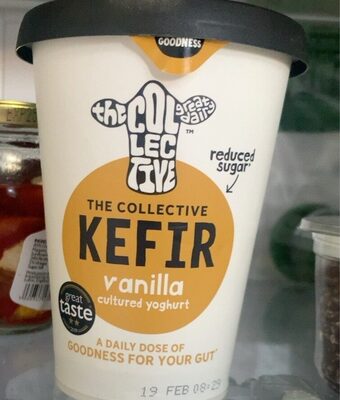 GOODNESS
the COL great dairy
LEC
TIVE
TM
reduced
sugar*
THE COLLECTIVE
KEFIR
vanilla
cultured yoghurt
great
taste
A DAILY DOSE OF
GOODNESS FOR YOUR GUT*
19 FEB 08:29